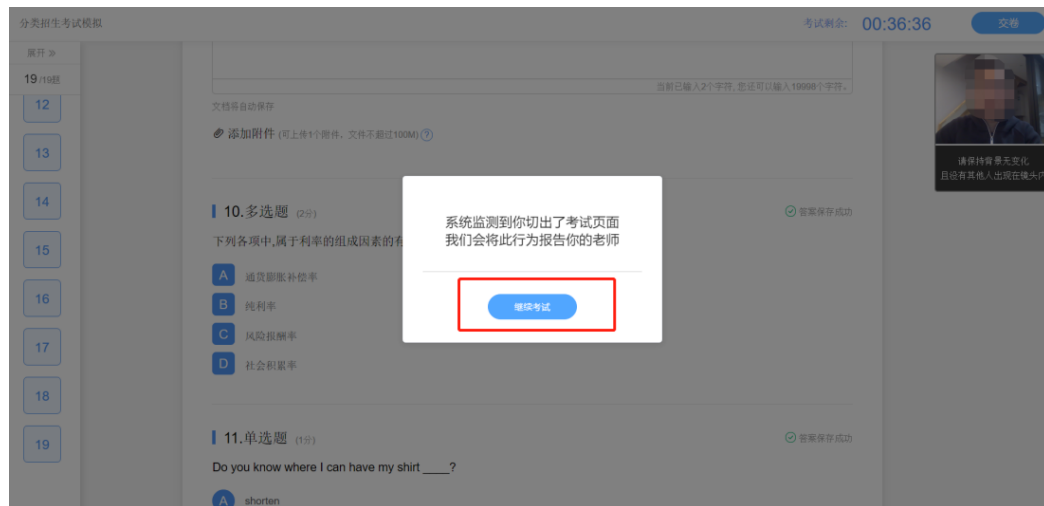 分类招生考试模拟
考试剩余: 00:36:36
交卷
展开 》
19 /19题
12
13
14
15
16
17
18
19
当前已输入2个字符, 您还可以输入19998个字符。
文档将自动保存
添加附件 (可上传1个附件、文件不超过100M) ?
10.多选题 (2分)
答案保存成功
下列各项中,属于利率的组成因素的有
A 通货膨胀补偿率
B 纯利率
C 风险报酬率
D 社会积累率
11.单选题 (1分)
答案保存成功
Do you know where I can have my shirt ____?
A shorten
请保持背景无变化,
且没有其他人出现在镜头内
系统监测到你切出了考试页面
我们会将此行为报告你的老师
继续考试